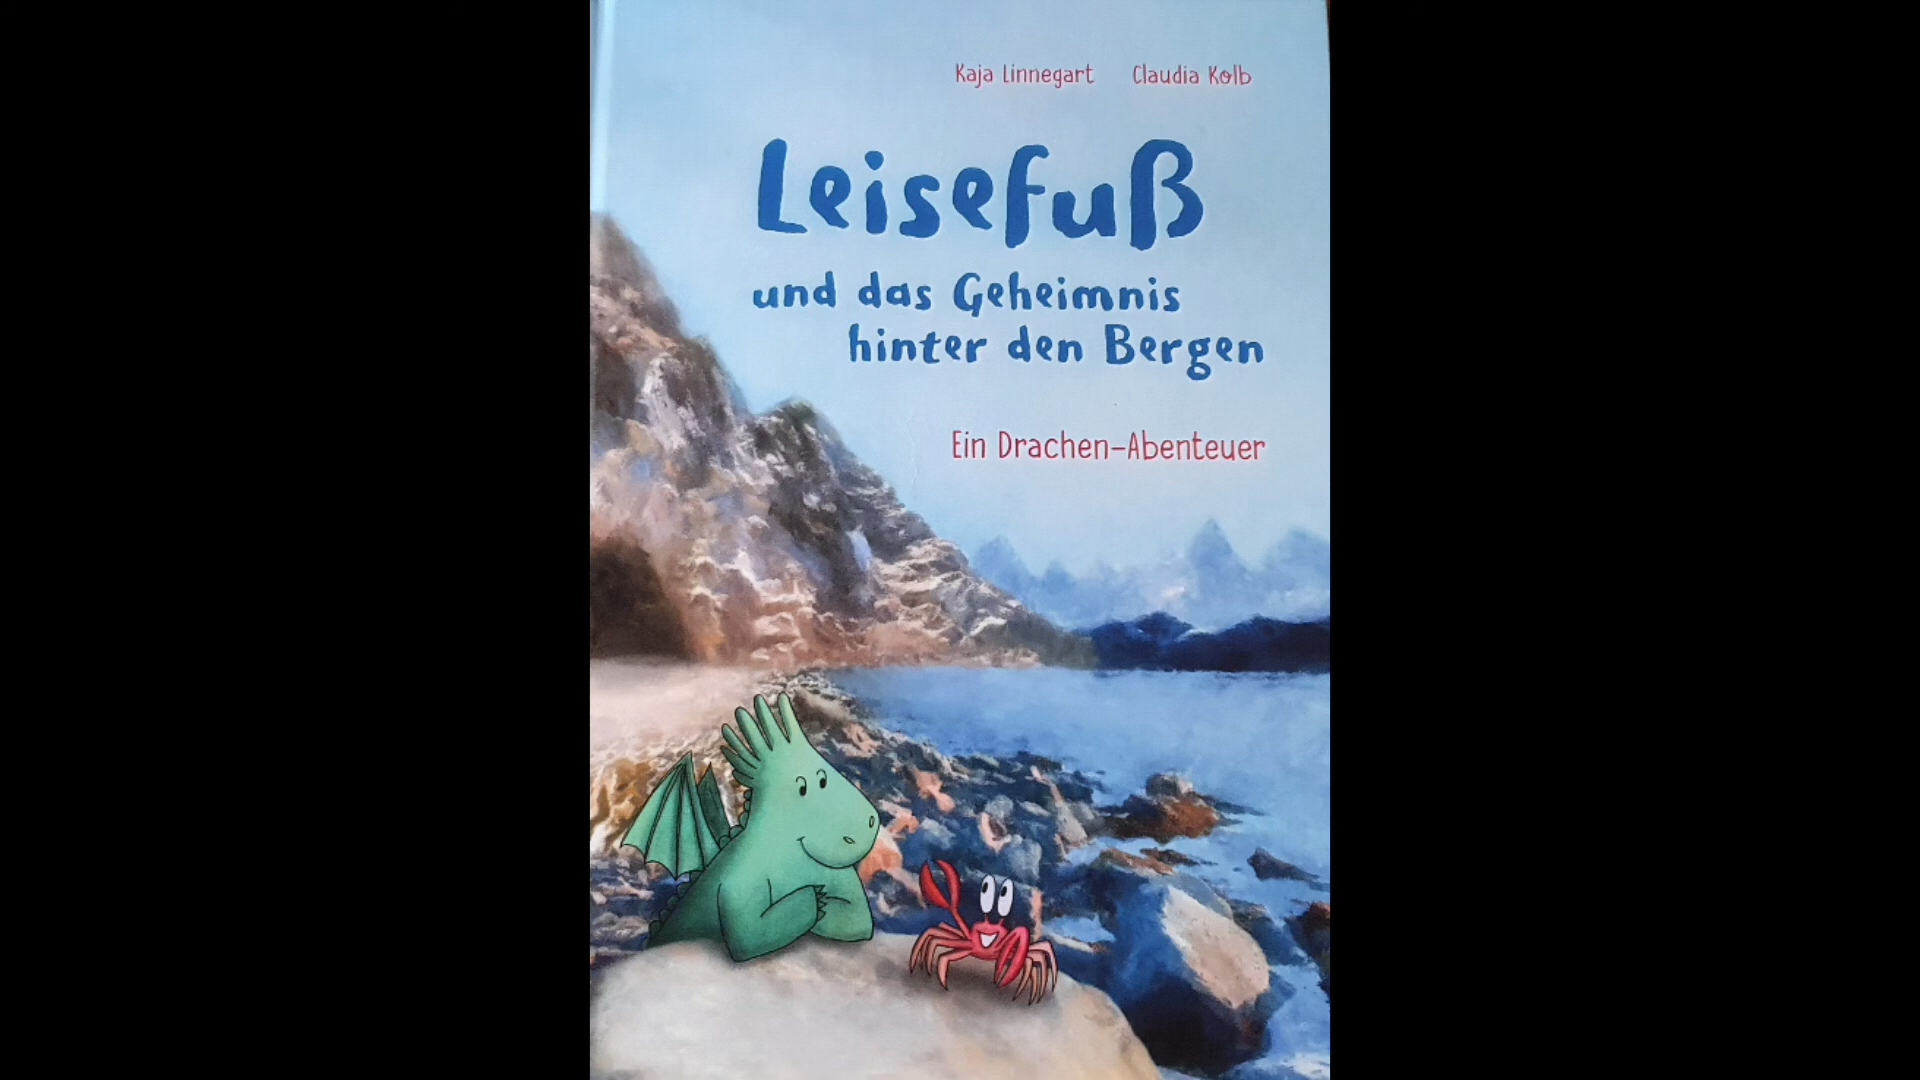 Kaja Linnegart Claudia Kolb
Leisefuß
und das Geheimnis
hinter den Bergen
Ein Drachen-Abenteuer